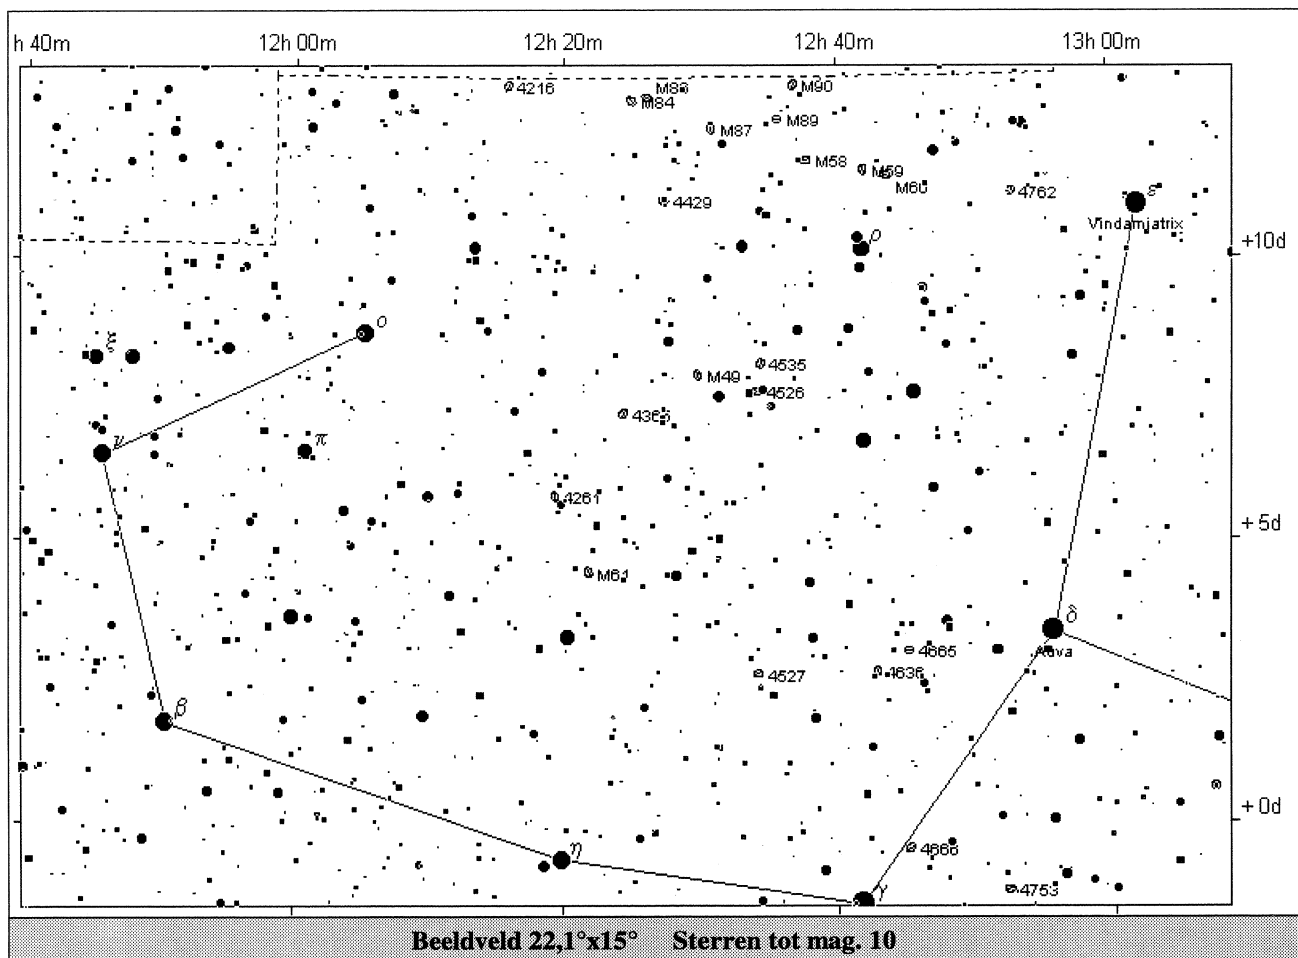 h 40m 12h 00m 12h 20m 12h 40m 13h 00m
4216 M86 M90
M84
M89
M87
M58
M59
M60
4762 ε
4429
Vindamjatrix
ρ
+10d
ο
ξ
4535
M49
4526
4365
ν π
4261
+5d
M61
δ
4665 Auva
4527 4636
β
+0d
η 4666
γ 4753
Beeldveld 22,1°x15° Sterren tot mag. 10